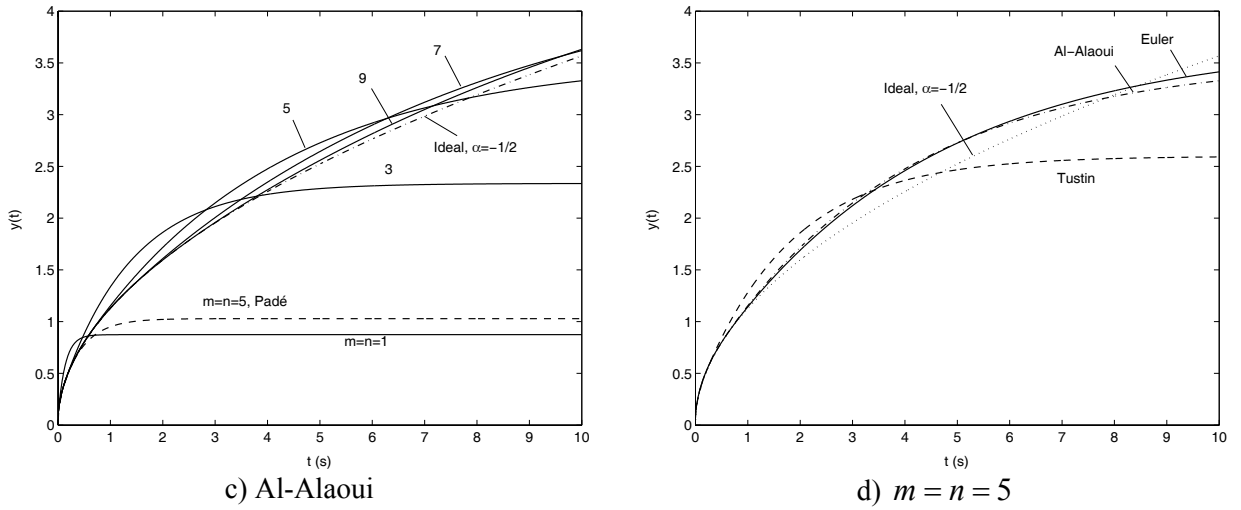 4
3.5
3
2.5
2
1.5
1
0.5
0
y(t)
7
9
5
Ideal, α=−1/2
3
m=n=5, Padé
m=n=1
0 1 2 3 4 5 6 7 8 9 10
t (s)
c) Al-Alaoui
4
3.5
3
2.5
2
1.5
1
0.5
0
y(t)
Euler
Al−Alaoui
Ideal, α=−1/2
Tustin
0 1 2 3 4 5 6 7 8 9 10
t (s)
d) m = n = 5